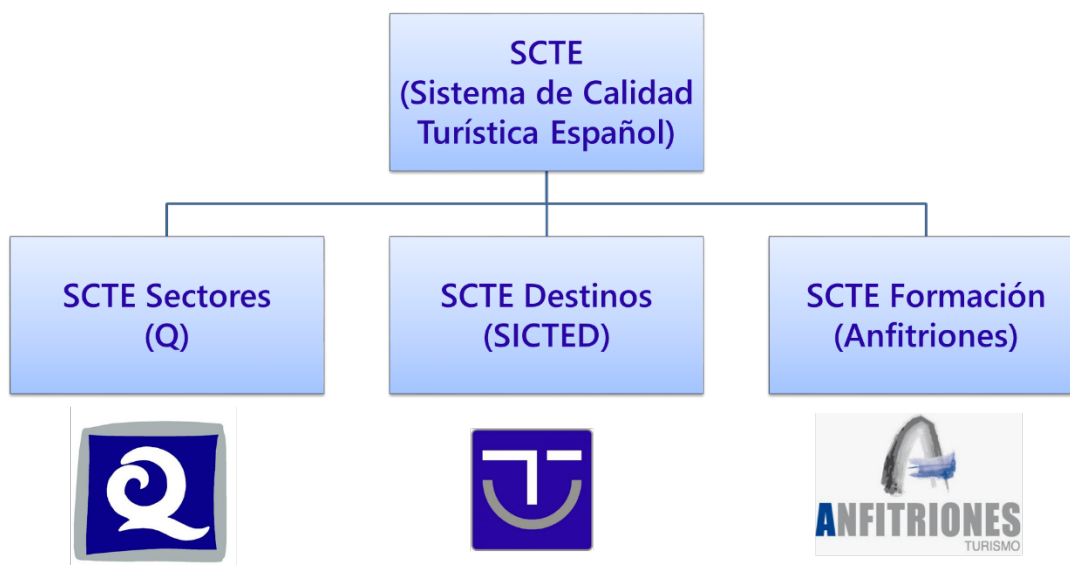 SCTE
(Sistema de Calidad
Turística Español)
SCTE Sectores
(Q)
SCTE Destinos
(SICTED)
SCTE Formación
(Anfitriones)
Q
T
ANFITRIONES
TURISMO